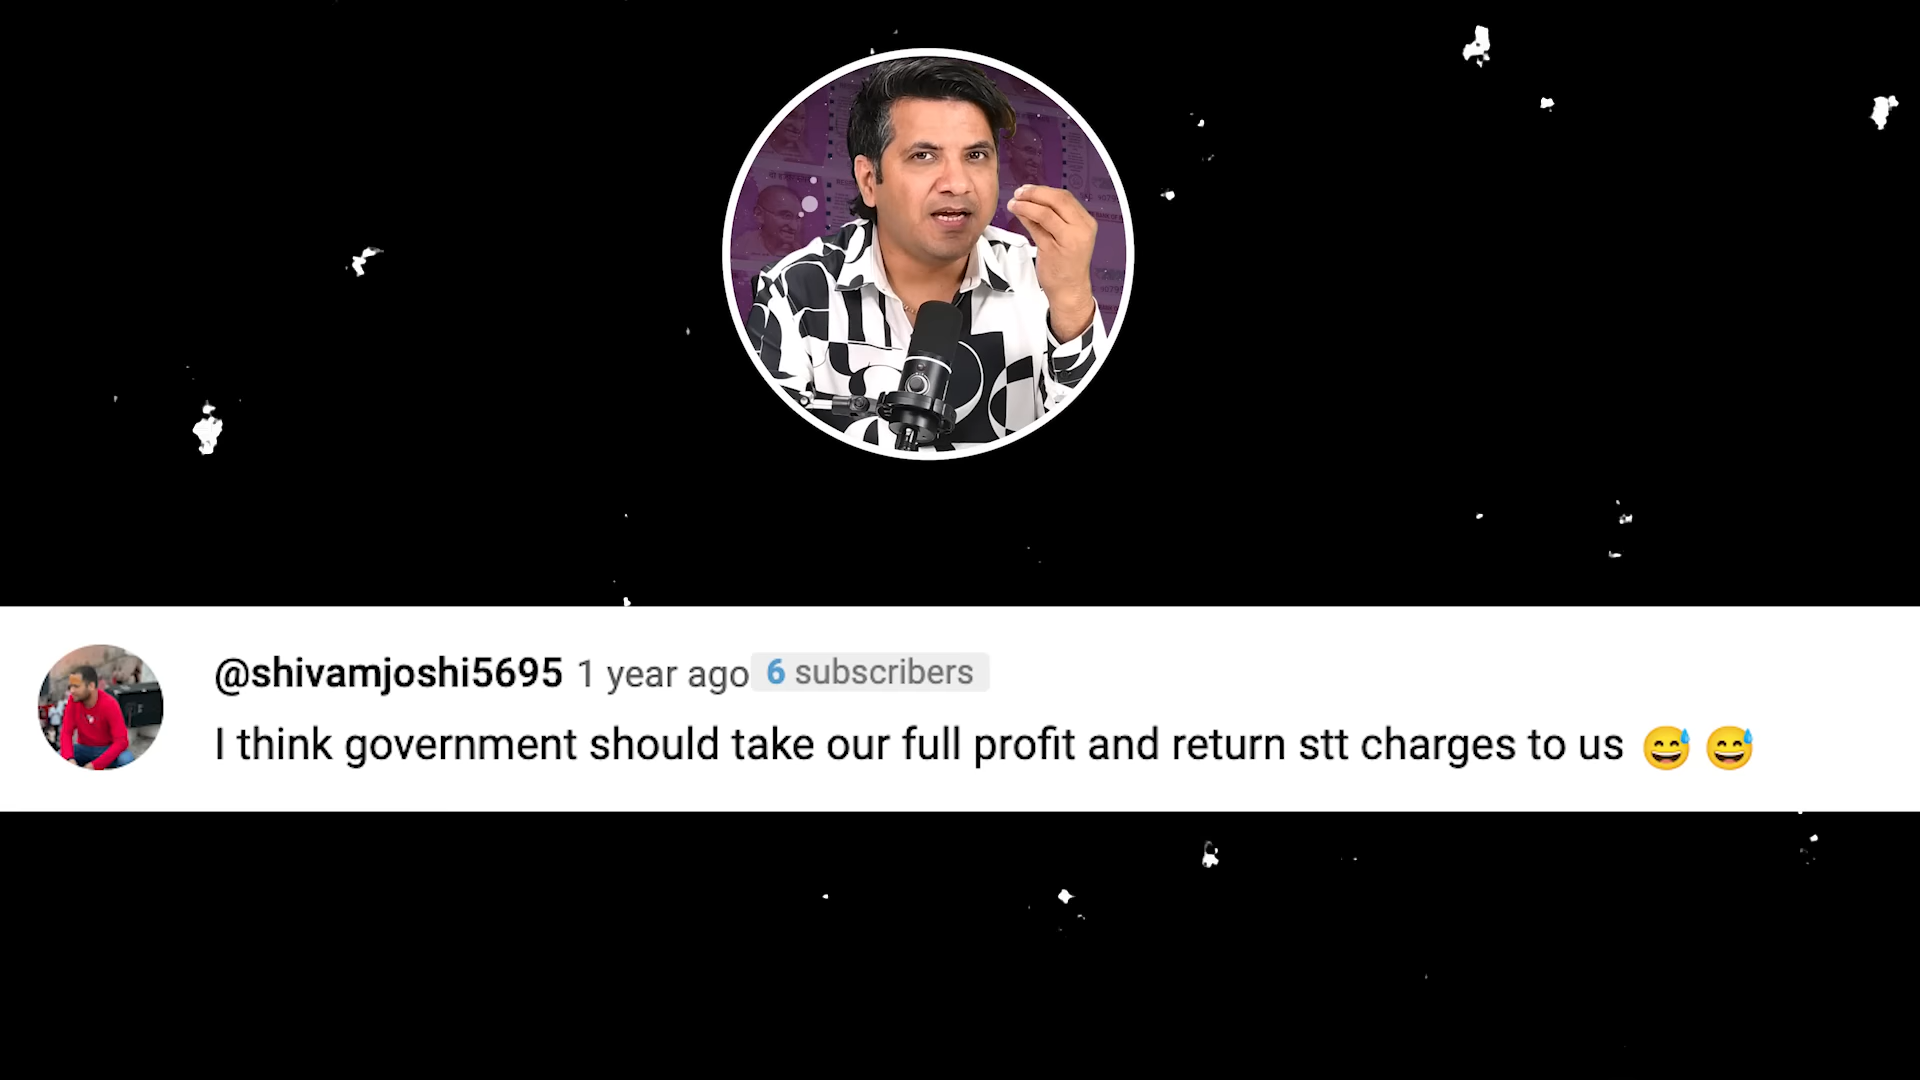 @shivamjoshi5695 1 year ago 6 subscribers
I think government should take our full profit and return stt charges to us 😅 😅